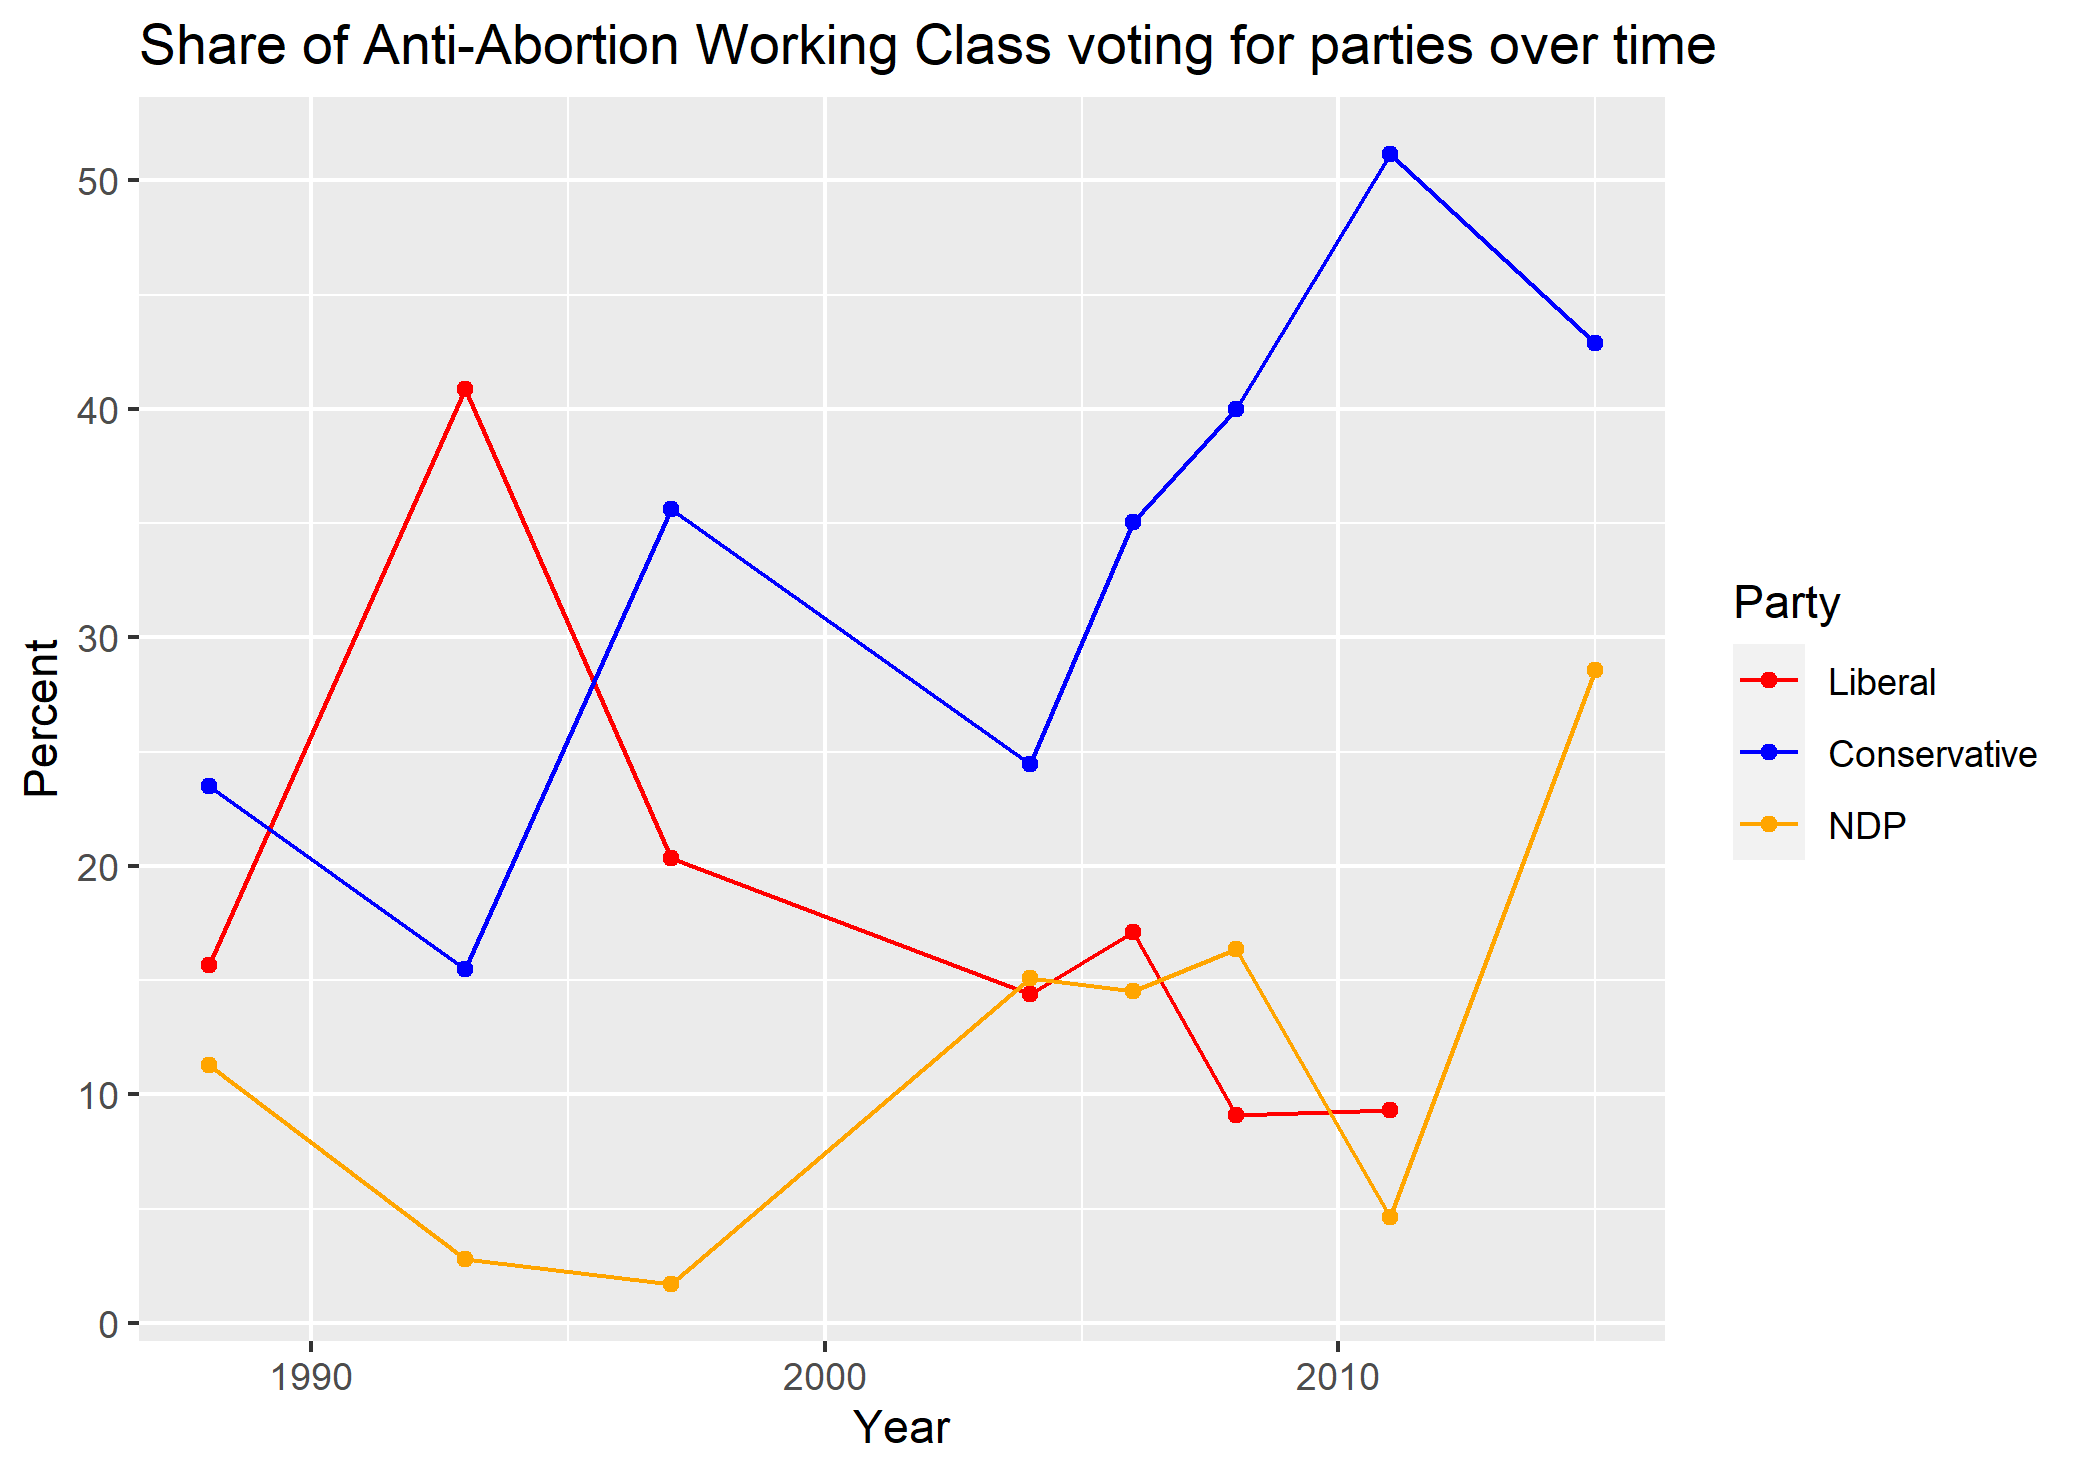 Share of Anti-Abortion Working Class voting for parties over time
50
40
30
20
10
0
Percent
1990 2000 2010
Year
Party
Liberal
Conservative
NDP